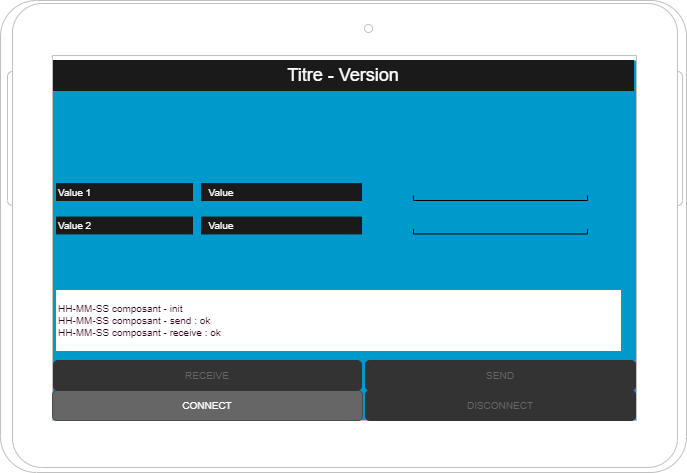 Titre - Version
Value 1 Value
Value 2 Value
HH-MM-SS composant - init
HH-MM-SS composant - send : ok
HH-MM-SS composant - receive : ok
RECEIVE SEND
CONNECT DISCONNECT